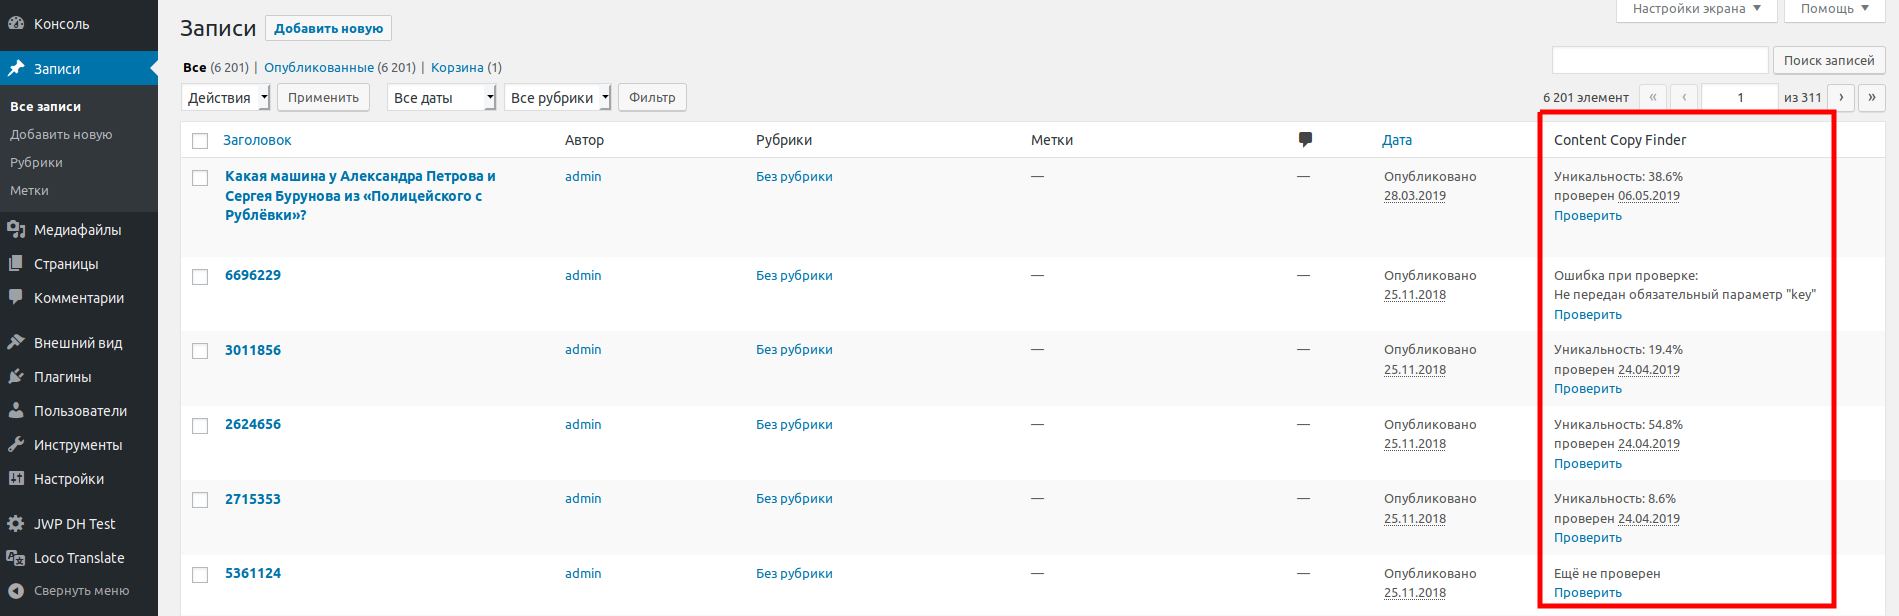 Консоль
Записи
Все записи
Добавить новую
Рубрики
Метки
Медиафайлы
Страницы
Комментарии
Внешний вид
Плагины
Пользователи
Инструменты
Настройки
JWP DH Test
Loco Translate
Свернуть меню
Настройки экрана
Помощь
Записи Добавить новую
Все (6 201) | Опубликованные (6 201) | Корзина (1)
Поиск записей
Действия Применить Все даты Все рубрики Фильтр
6 201 элемент « ‹ 1 из 311 › »
Заголовок Автор Рубрики Метки Дата Content Copy Finder
Какая машина у Александра Петрова и
Сергея Бурунова из «Полицейского с
Рублёвки»?
admin
Без рубрики
—
—
Опубликовано
28.03.2019
Уникальность: 38.6%
проверен 06.05.2019
Проверить
6696229
admin
Без рубрики
—
—
Опубликовано
25.11.2018
Ошибка при проверке:
Не передан обязательный параметр "key"
Проверить
3011856
admin
Без рубрики
—
—
Опубликовано
25.11.2018
Уникальность: 19.4%
проверен 24.04.2019
Проверить
2624656
admin
Без рубрики
—
—
Опубликовано
25.11.2018
Уникальность: 54.8%
проверен 24.04.2019
Проверить
2715353
admin
Без рубрики
—
—
Опубликовано
25.11.2018
Уникальность: 8.6%
проверен 24.04.2019
Проверить
5361124
admin
Без рубрики
—
—
Опубликовано
25.11.2018
Ещё не проверен
Проверить